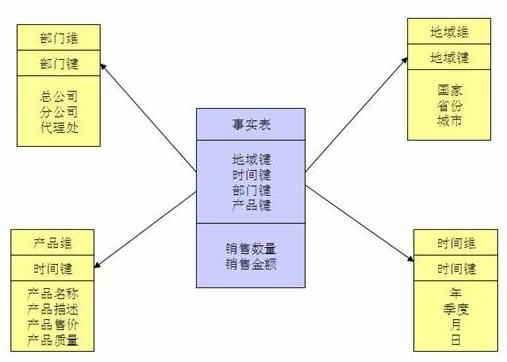 部门维
部门键
总公司
分公司
代理处
地域维
地域键
国家
省份
城市
事实表
地域键
时间键
部门键
产品键
销售数量
销售金额
产品维
时间键
产品名称
产品描述
产品售价
产品质量
时间维
时间键
年
季度
月
日